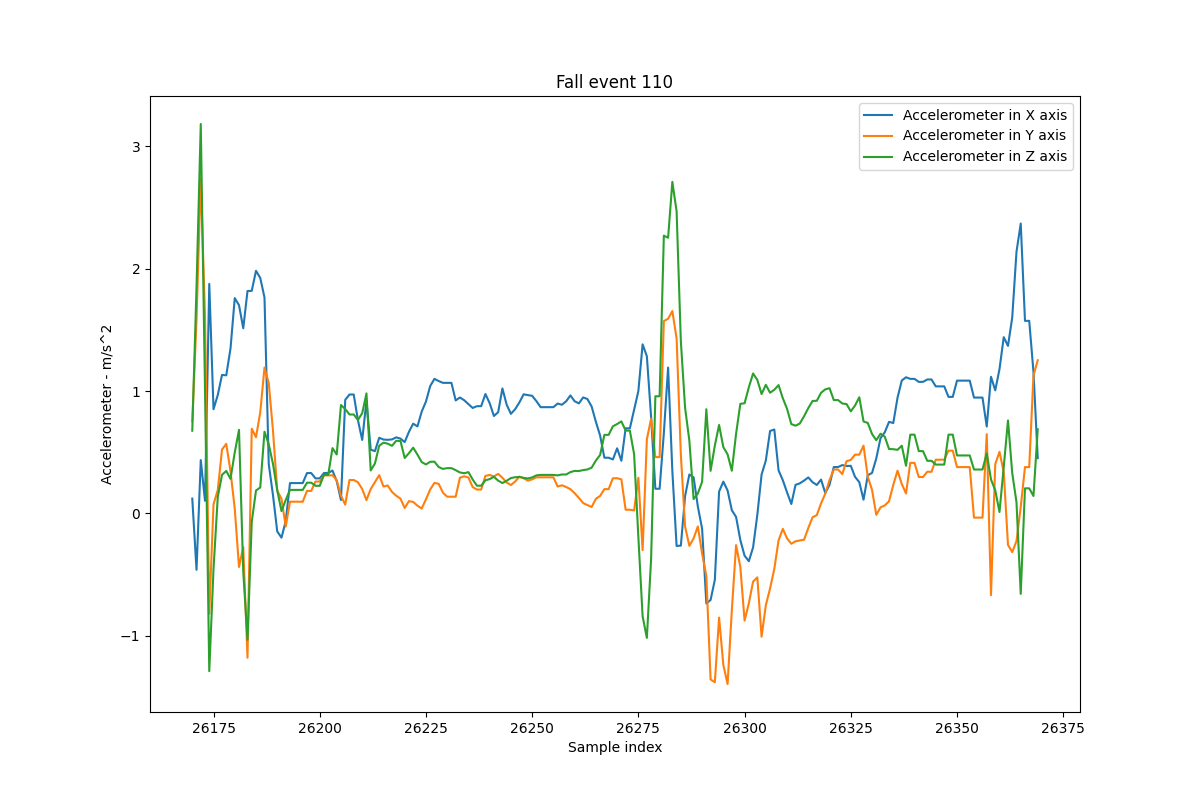 Fall event 110
Accelerometer in X axis
Accelerometer in Y axis
Accelerometer in Z axis
Accelerometer - m/s^2
3
2
1
0
−1
26175 26200 26225 26250 26275 26300 26325 26350 26375
Sample index